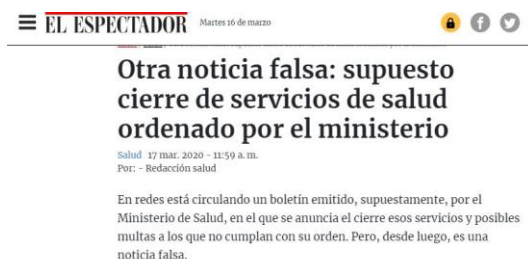 EL ESPECTADOR
Martes 16 de marzo
Otra noticia falsa: supuesto
cierre de servicios de salud
ordenado por el ministerio
Salud 17 mar. 2020 - 11:59 a. m.
Por: - Redacción salud
En redes está circulando un boletín emitido, supuestamente, por el
Ministerio de Salud, en el que se anuncia el cierre esos servicios y posibles
multas a los que no cumplan con su orden. Pero, desde luego, es una
noticia falsa.